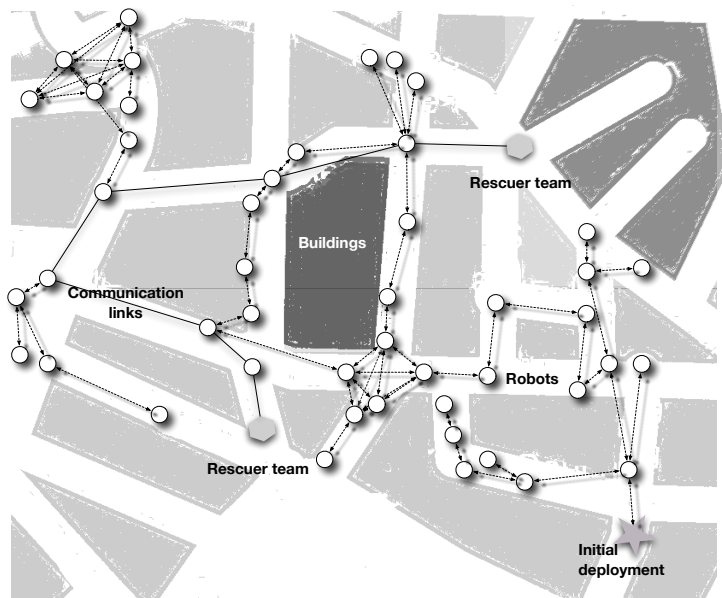 Rescuer team
Buildings
Communication
links
Robots
Rescuer team
Initial
deployment